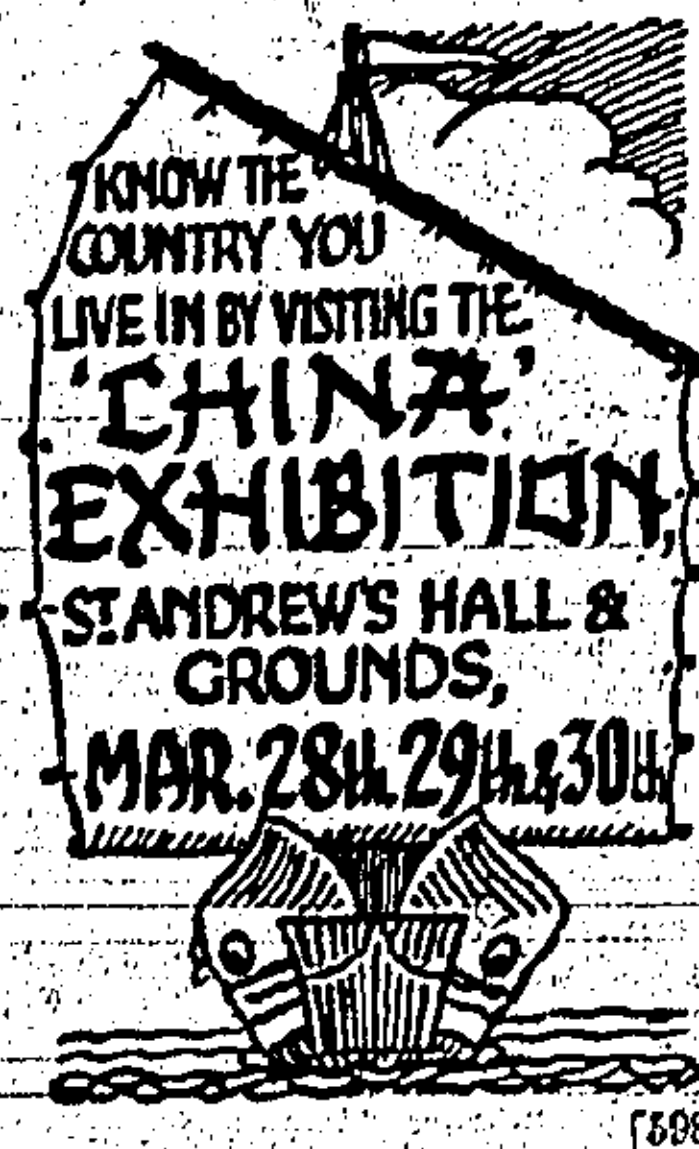 KNOW THE
COUNTRY YOU
LIVE IN BY VISITING THE
'CHINA'
EXHIBITION,
ST ANDREW'S HALL &
GROUNDS,
MAR. 28th. 29th & 30th